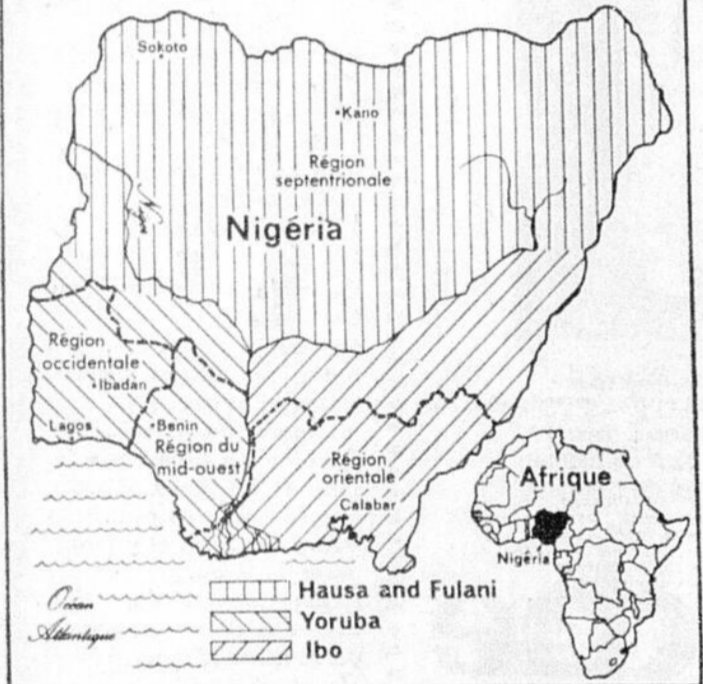 Sokoto
Kano
Région
septentrionale
Niger
Nigéria
Région
occidentale
Ibadan
Lagos
Benin
Région du
mid-ouest
Région
orientale
Calabar
Afrique
Nigéria
Océan
Atlantique
Hausa and Fulani
Yoruba
Ibo